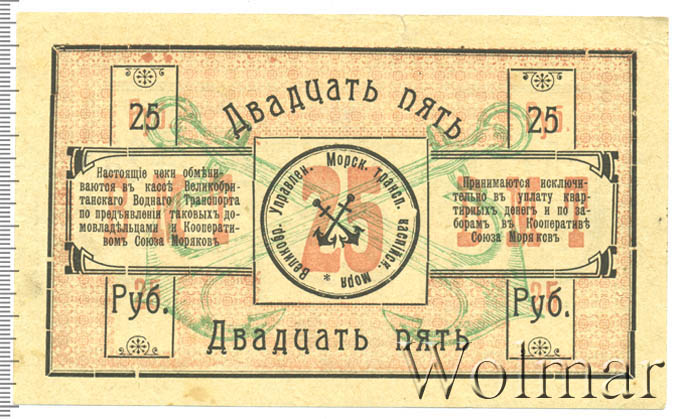 Двадцать пять
25
25
Настоящіе чеки обмѣни-
ваются въ кассѣ Великобри-
танскаго Воднаго Транспорта
по предъявленіи таковыхъ до-
мовладѣльцами и Кооперати-
вомъ Союза Моряковъ.
Великобр. Управлен. Морск. трансп. каспійск. моря *
25
Принимаются исключи-
тельно въ уплату квар-
тирныхъ денегъ и по за-
борамъ въ Кооперативѣ
Союза Моряковъ
Руб.
Руб.
Двадцать пять
Wolmar